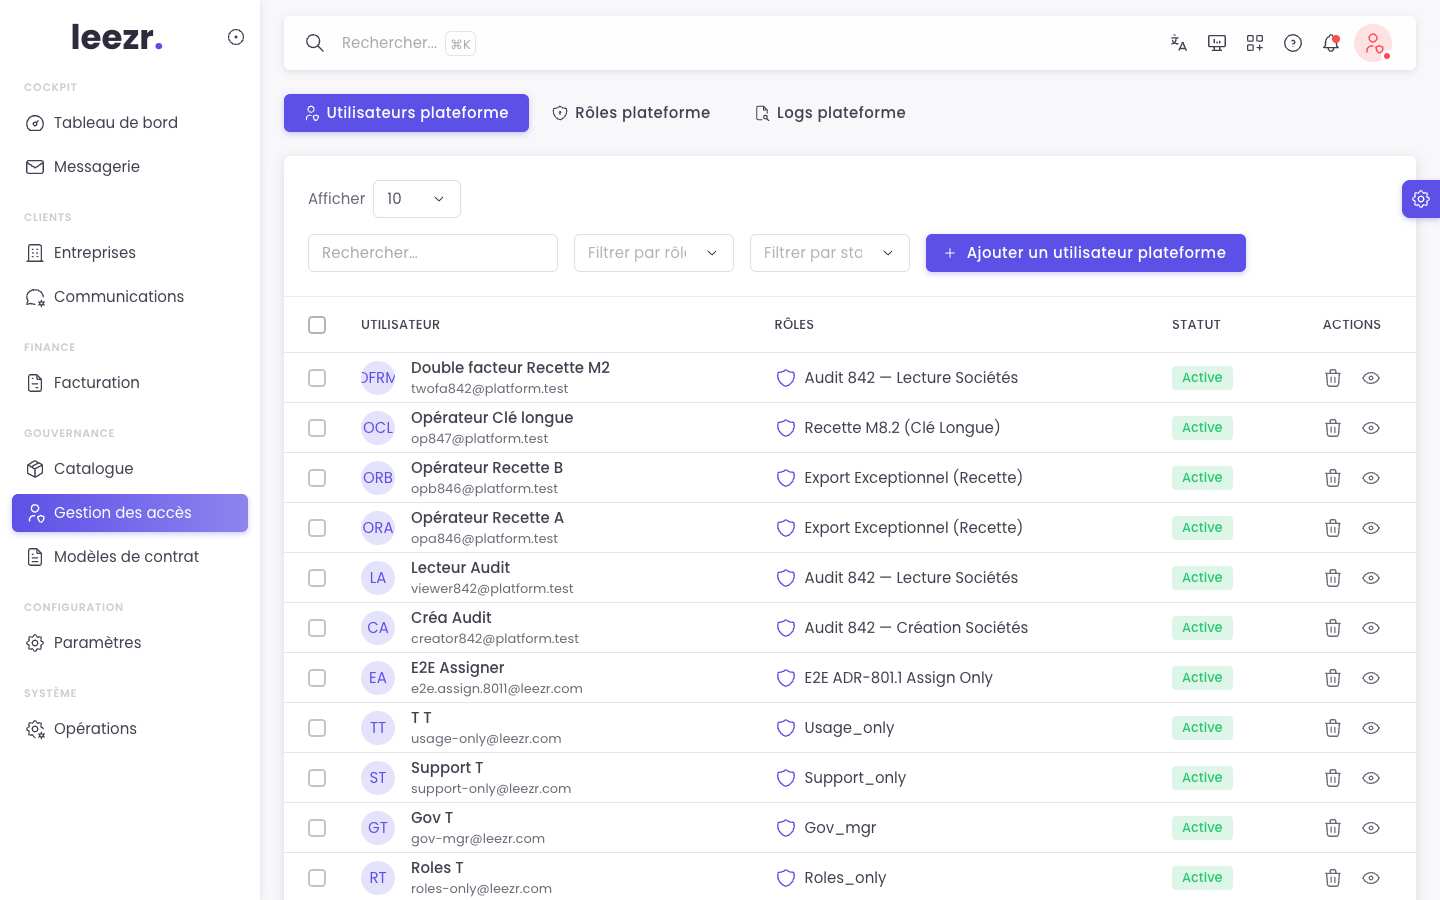 leezr.
Rechercher... ⌘K
COCKPIT
Tableau de bord
Messagerie
CLIENTS
Entreprises
Communications
FINANCE
Facturation
GOUVERNANCE
Catalogue
Gestion des accès
Modèles de contrat
CONFIGURATION
Paramètres
SYSTÈME
Opérations
Utilisateurs plateforme
Rôles plateforme
Logs plateforme
Afficher 10
Rechercher...
Filtrer par rôl
Filtrer par sta
Ajouter un utilisateur plateforme
UTILISATEUR RÔLES STATUT ACTIONS
DFRM Double facteur Recette M2 Audit 842 — Lecture Sociétés Active
twofa842@platform.test
OCL Opérateur Clé longue Recette M8.2 (Clé Longue) Active
op847@platform.test
ORB Opérateur Recette B Export Exceptionnel (Recette) Active
opb846@platform.test
ORA Opérateur Recette A Export Exceptionnel (Recette) Active
opa846@platform.test
LA Lecteur Audit Audit 842 — Lecture Sociétés Active
viewer842@platform.test
CA Créa Audit Audit 842 — Création Sociétés Active
creator842@platform.test
EA E2E Assigner E2E ADR-801.1 Assign Only Active
e2e.assign.8011@leezr.com
TT T T Usage_only Active
usage-only@leezr.com
ST Support T Support_only Active
support-only@leezr.com
GT Gov T Gov_mgr Active
gov-mgr@leezr.com
RT Roles T Roles_only Active
roles-only@leezr.com